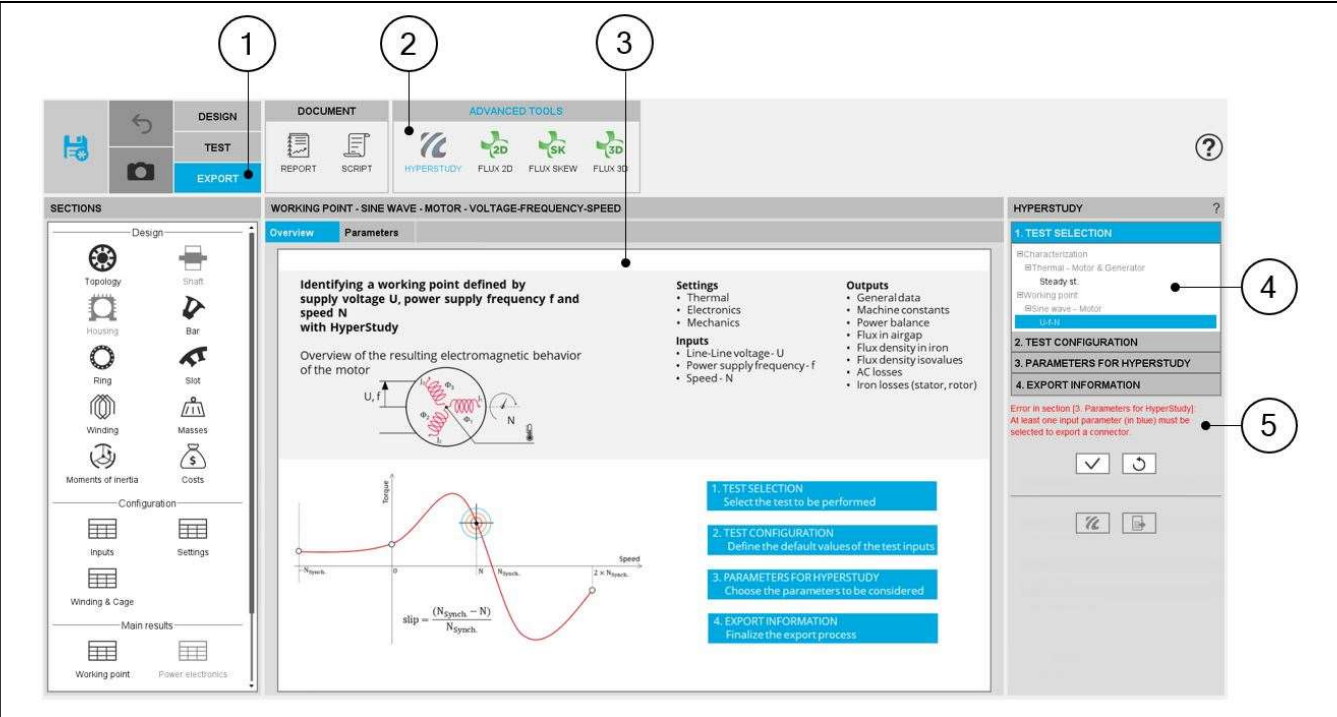 1
2
3
DESIGN
TEST
EXPORT
DOCUMENT
REPORT
SCRIPT
ADVANCED TOOLS
HYPERSTUDY
2D
FLUX 2D
SK
FLUX SKEW
3D
FLUX 3D
?
SECTIONS
Design
Topology
Shaft
Housing
Bar
Ring
Slot
Winding
Masses
Moments of inertia
$
Costs
Configuration
Inputs
Settings
Winding & Cage
Main results
Working point
Power electronics
WORKING POINT - SINE WAVE - MOTOR - VOLTAGE-FREQUENCY-SPEED
Overview
Parameters
Identifying a working point defined by
supply voltage U, power supply frequency f and
speed N
with HyperStudy
Overview of the resulting electromagnetic behavior
of the motor
U, f
N
Settings
• Thermal
• Electronics
• Mechanics
Inputs
• Line-Line voltage - U
• Power supply frequency - f
• Speed - N
Outputs
• General data
• Machine constants
• Power balance
• Flux in airgap
• Flux density in iron
• Flux density isovalues
• AC losses
• Iron losses (stator, rotor)
Torque
Speed
-N Synch.
0
N
N Synch.
2 × N Synch.
slip = (N Synch. − N)
N Synch.
1. TEST SELECTION
Select the test to be performed
2. TEST CONFIGURATION
Define the default values of the test inputs
3. PARAMETERS FOR HYPERSTUDY
Choose the parameters to be considered
4. EXPORT INFORMATION
Finalize the export process
HYPERSTUDY ?
1. TEST SELECTION
Characterization
Thermal - Motor & Generator
Steady st.
Working point
Sine wave - Motor
U-f-N
2. TEST CONFIGURATION
3. PARAMETERS FOR HYPERSTUDY
4. EXPORT INFORMATION
Error in section [3. Parameters for HyperStudy]:
At least one input parameter (in blue) must be
selected to export a connector.
4
5